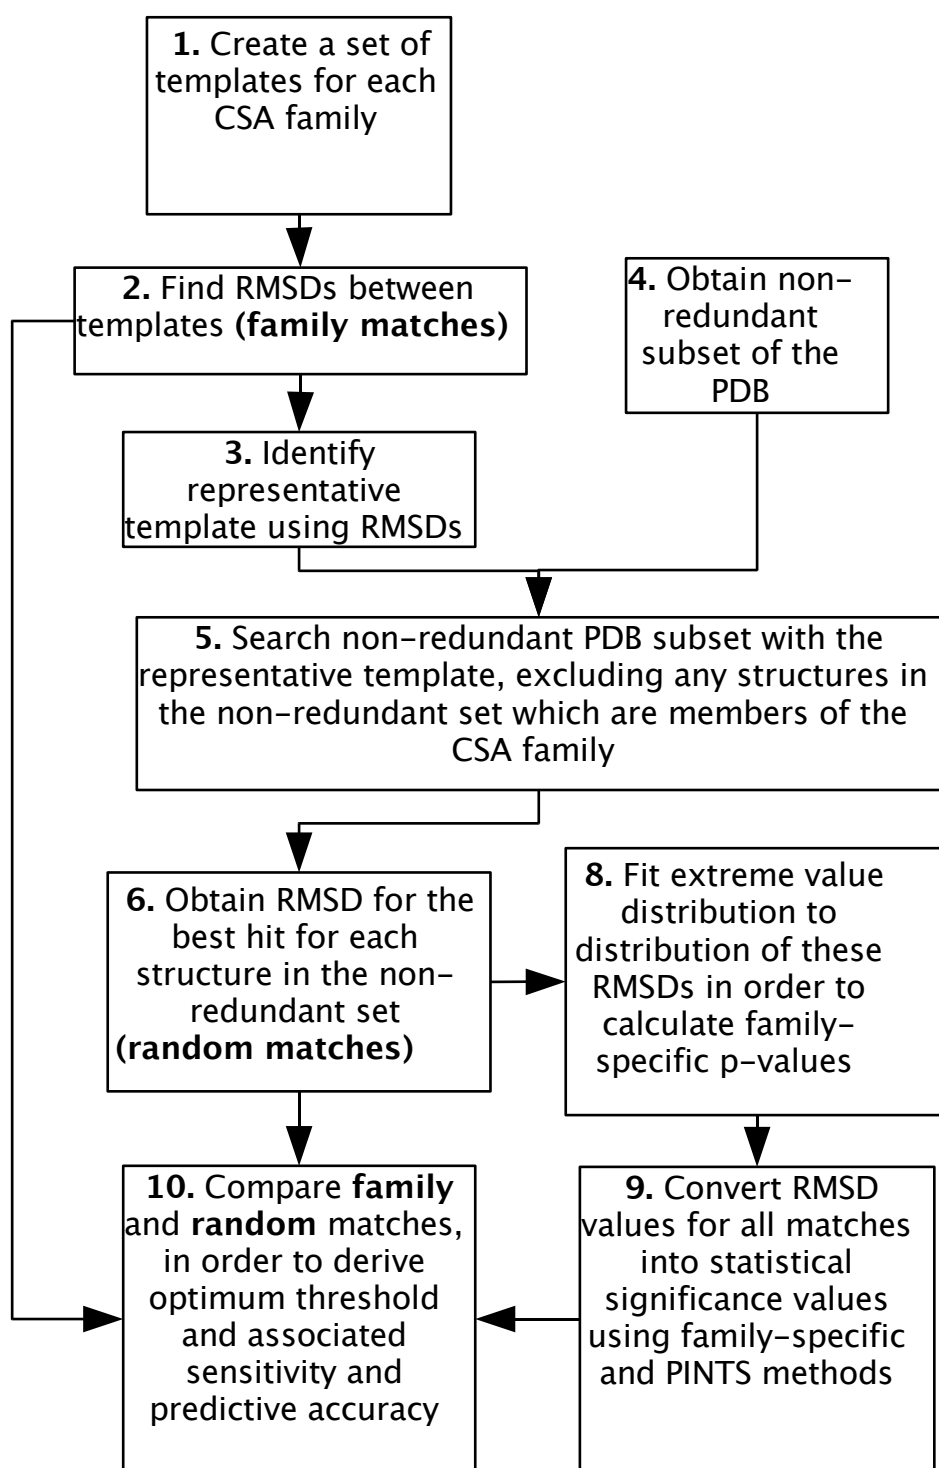 1. Create a set of
templates for each
CSA family
2. Find RMSDs between
templates (family matches)
4. Obtain non-
redundant
subset of the
PDB
3. Identify
representative
template using RMSDs
5. Search non-redundant PDB subset with the
representative template, excluding any structures in
the non-redundant set which are members of the
CSA family
6. Obtain RMSD for the
best hit for each
structure in the non-
redundant set
(random matches)
8. Fit extreme value
distribution to
distribution of these
RMSDs in order to
calculate family-
specific p-values
10. Compare family
and random matches,
in order to derive
optimum threshold
and associated
sensitivity and
predictive accuracy
9. Convert RMSD
values for all matches
into statistical
significance values
using family-specific
and PINTS methods